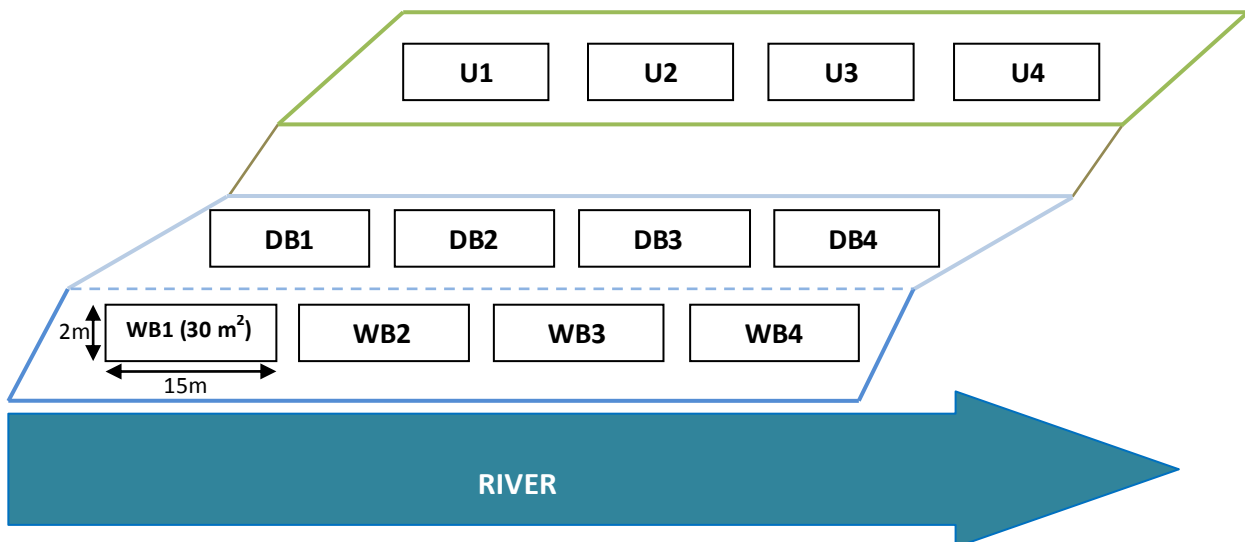 U1 U2 U3 U4
DB1 DB2 DB3 DB4
2m WB1 (30 m²) WB2 WB3 WB4
15m
RIVER